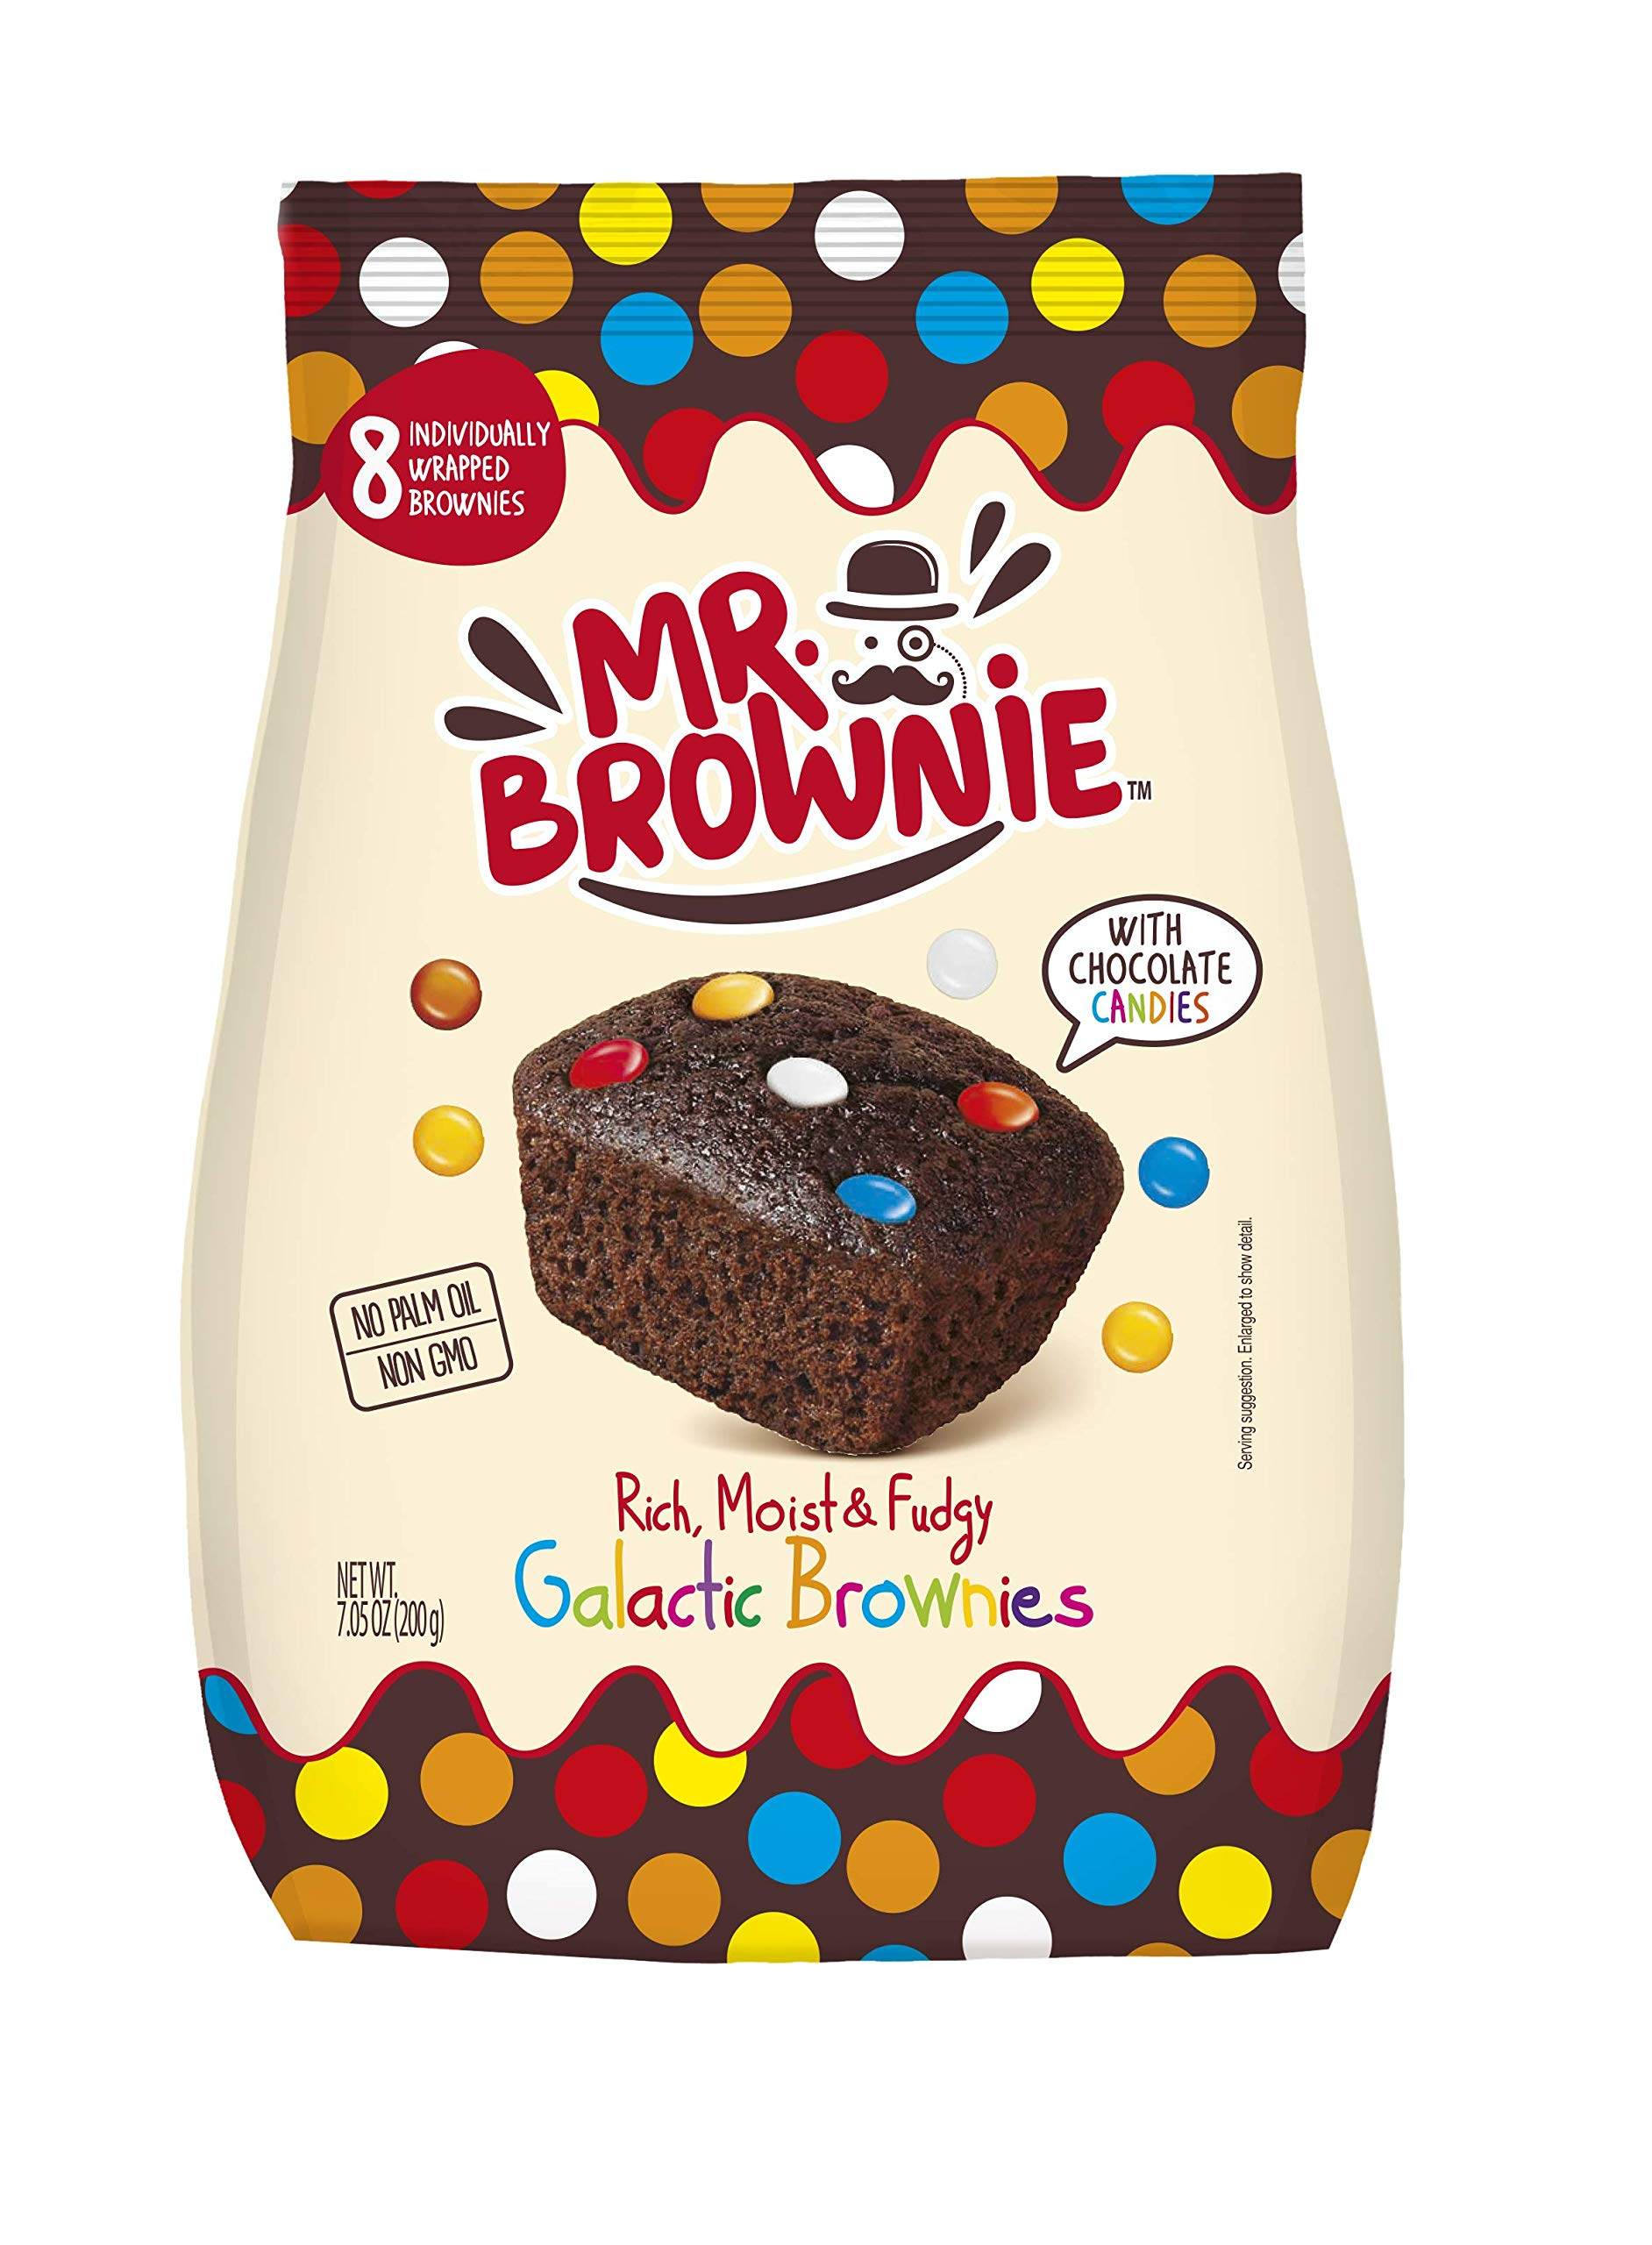 8 INDIVIDUALLY
WRAPPED
BROWNIES
MR.
BROWNIE™
WITH
CHOCOLATE
CANDIES
NO PALM OIL
NON GMO
Serving suggestion. Enlarged to show detail.
Rich, Moist & Fudgy
Galactic Brownies
NET WT.
7.05 OZ (200 g)